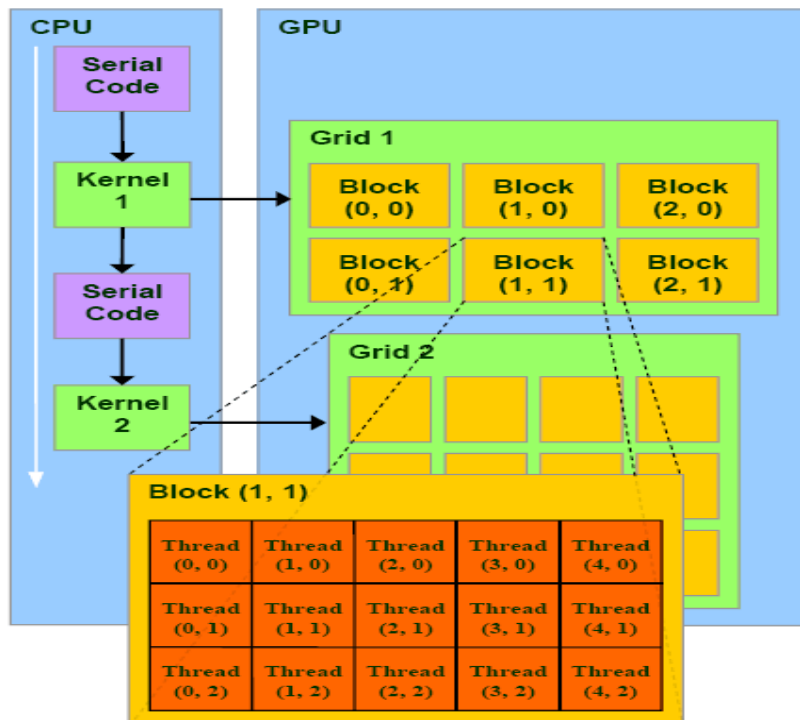 CPU
Serial
Code
Kernel
1
Serial
Code
Kernel
2
GPU
Grid 1
Block Block Block
(0, 0) (1, 0) (2, 0)
Block Block Block
(0, 1) (1, 1) (2, 1)
Grid 2
Block (1, 1)
Thread Thread Thread Thread Thread
(0, 0) (1, 0) (2, 0) (3, 0) (4, 0)
Thread Thread Thread Thread Thread
(0, 1) (1, 1) (2, 1) (3, 1) (4, 1)
Thread Thread Thread Thread Thread
(0, 2) (1, 2) (2, 2) (3, 2) (4, 2)